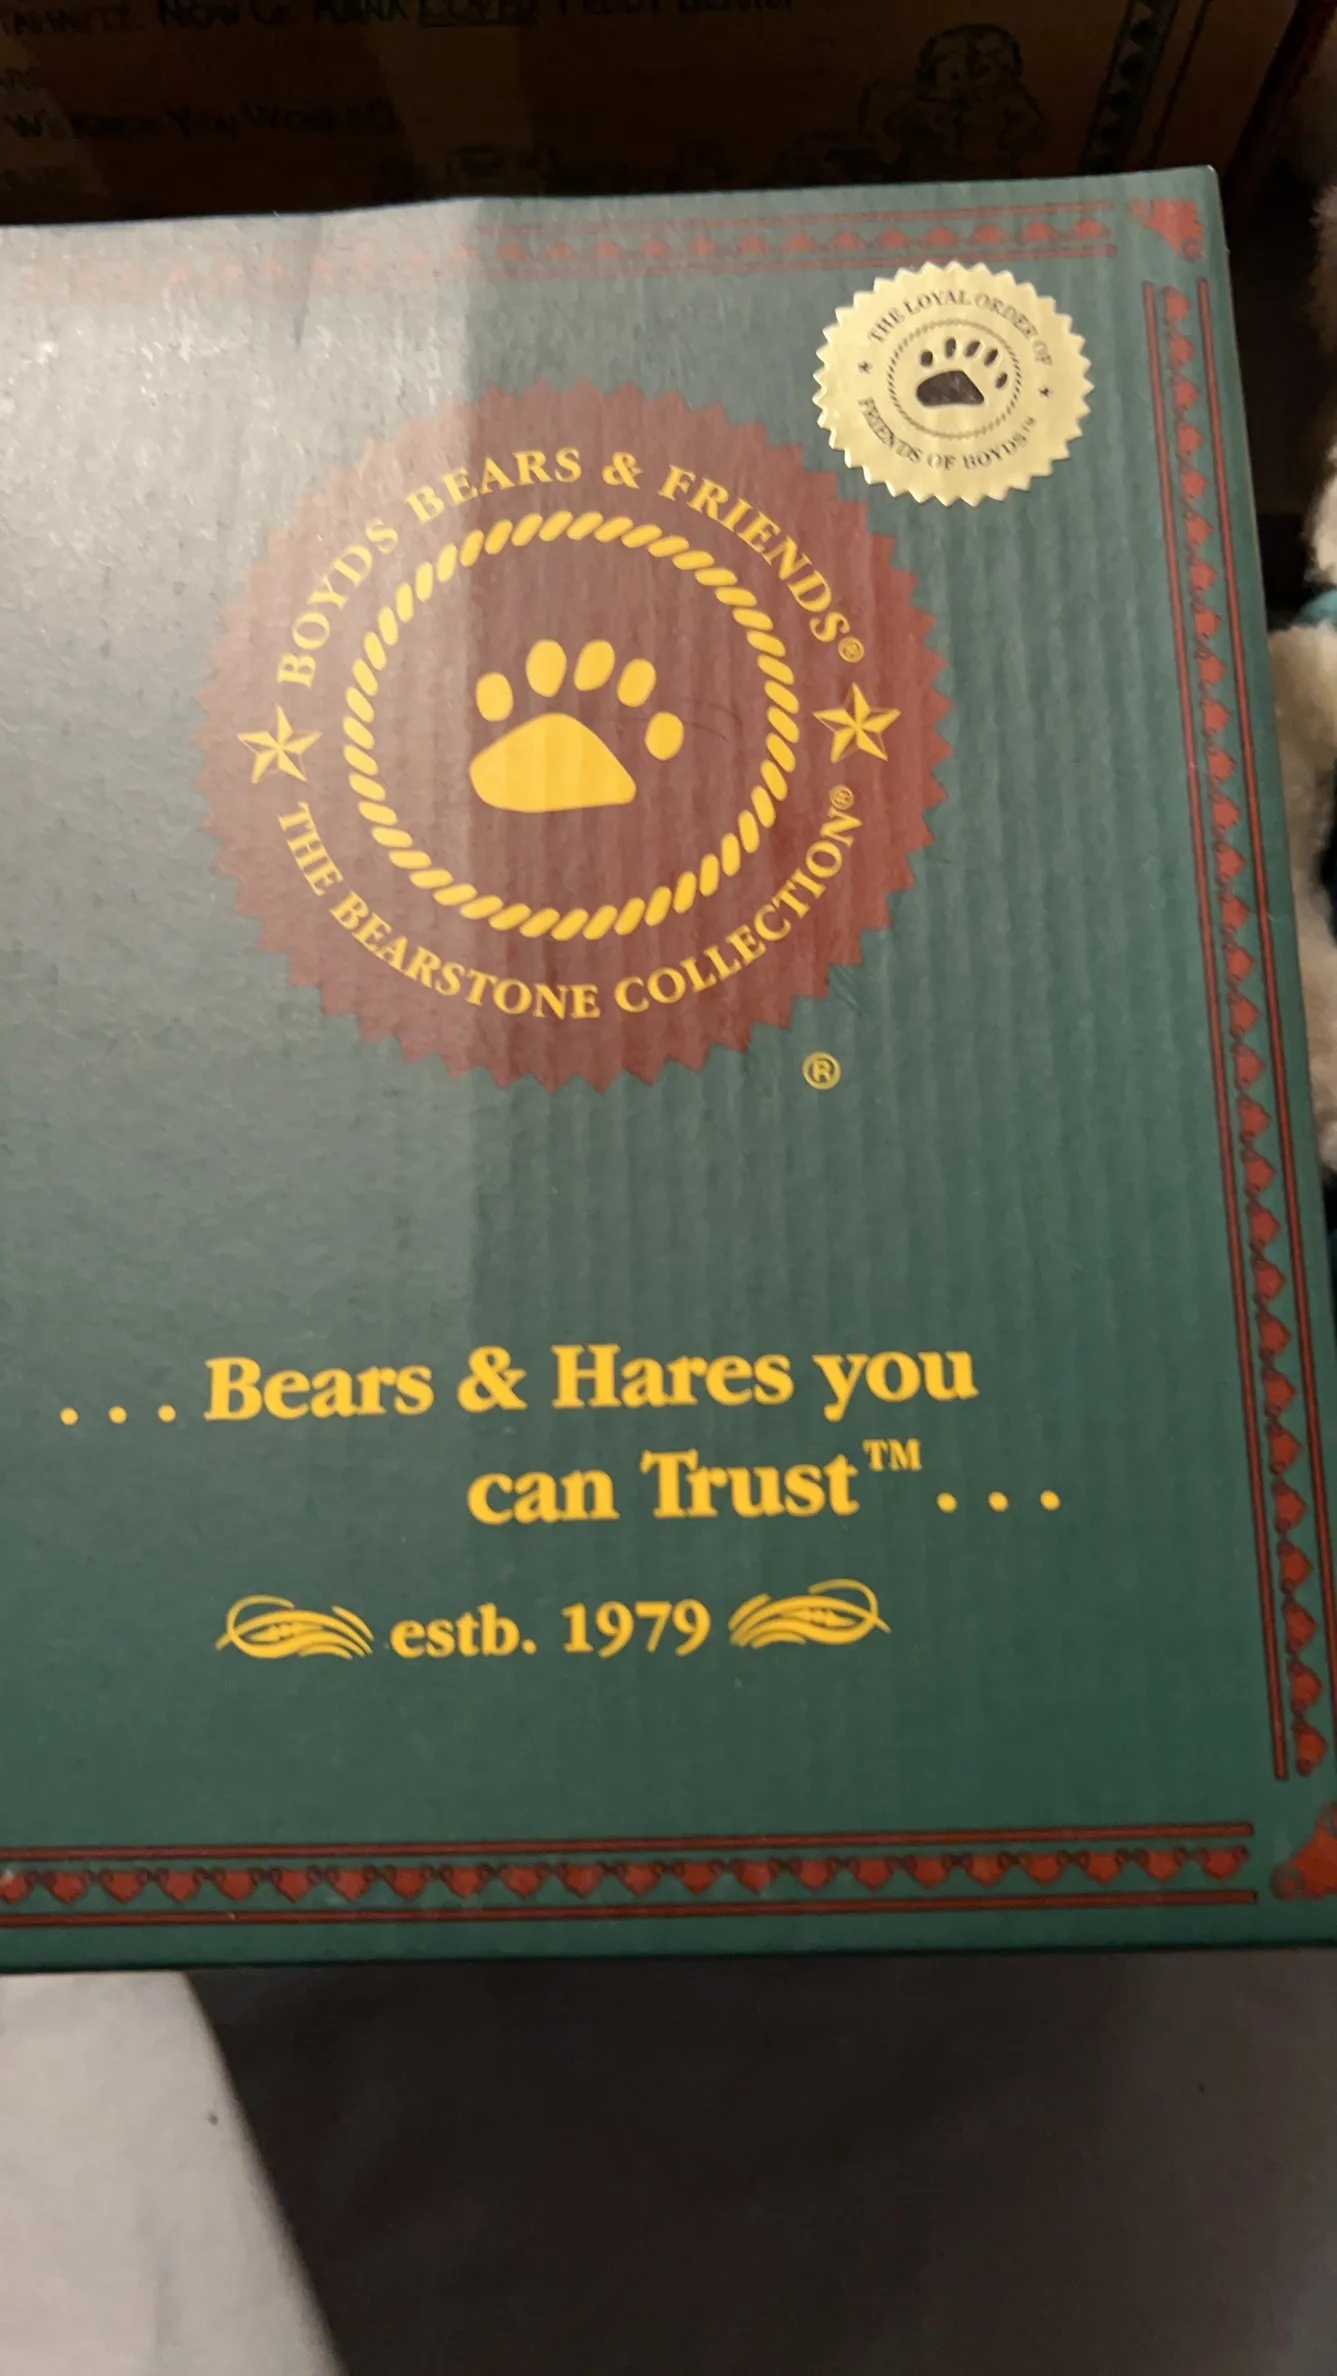 THE LOYAL ORDER OF
FRIENDS OF BOYDS™
BOYDS BEARS & FRIENDS®
THE BEARSTONE COLLECTION®
®
. . . Bears & Hares you
can Trust™ . . .
estb. 1979